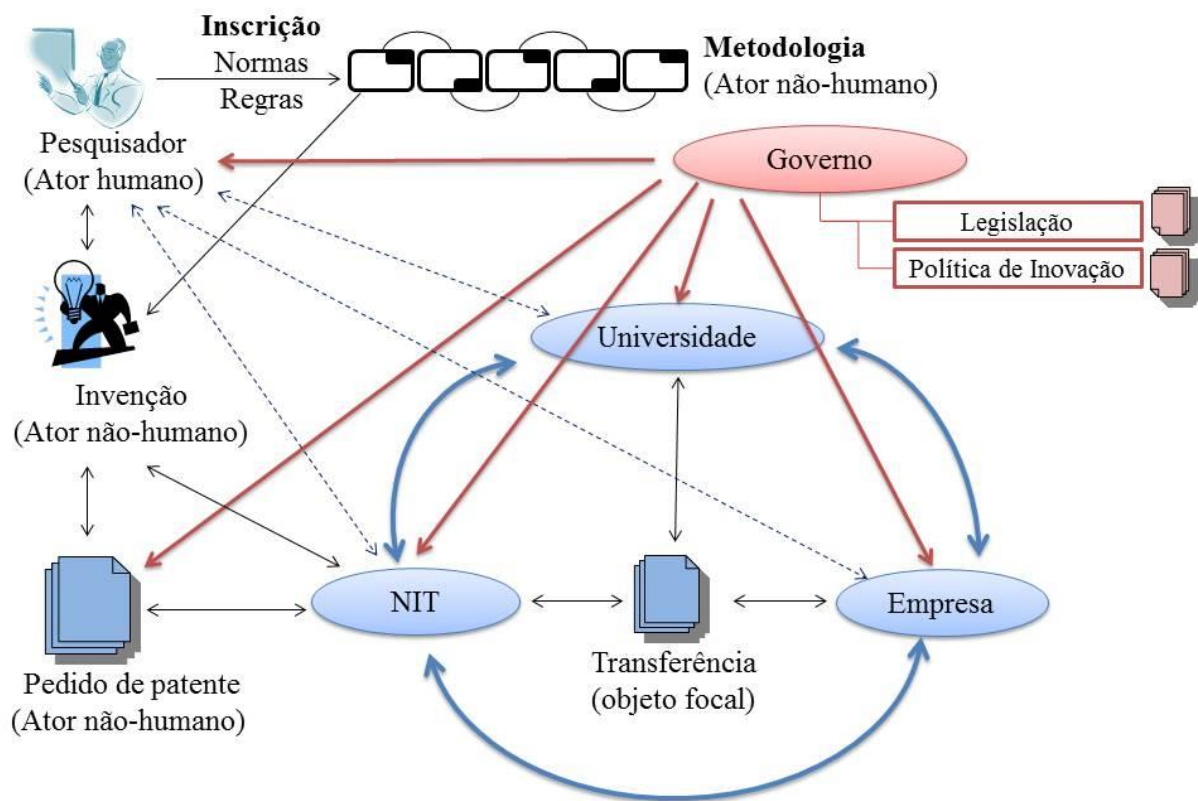 Inscrição
Normas
Regras
Metodologia
(Ator não-humano)
Pesquisador
(Ator humano)
Governo
Legislação
Política de Inovação
Universidade
Invenção
(Ator não-humano)
NIT
Empresa
Transferência
(objeto focal)
Pedido de patente
(Ator não-humano)